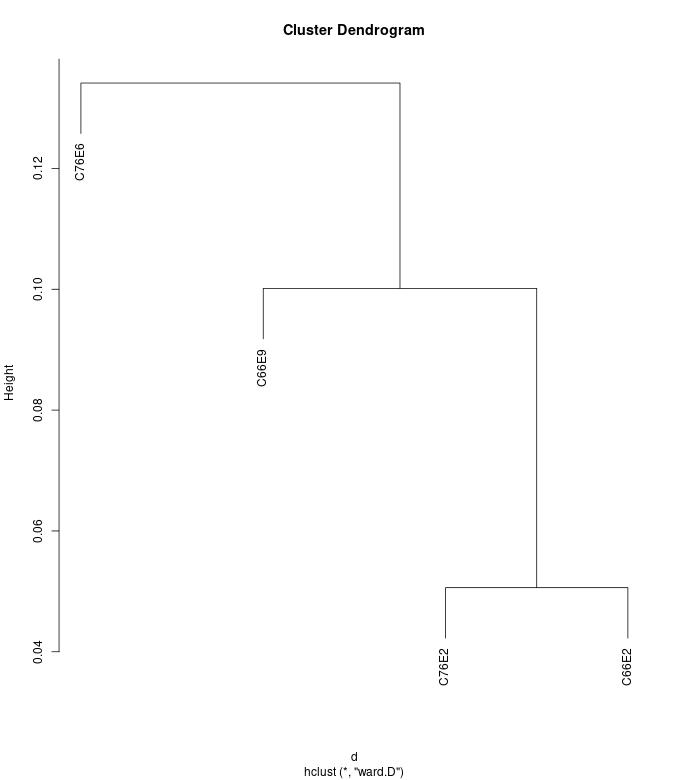 Cluster Dendrogram
Height
0.04
0.06
0.08
0.10
0.12
C76E6
C66E9
C76E2
C66E2
d
hclust (*, "ward.D")